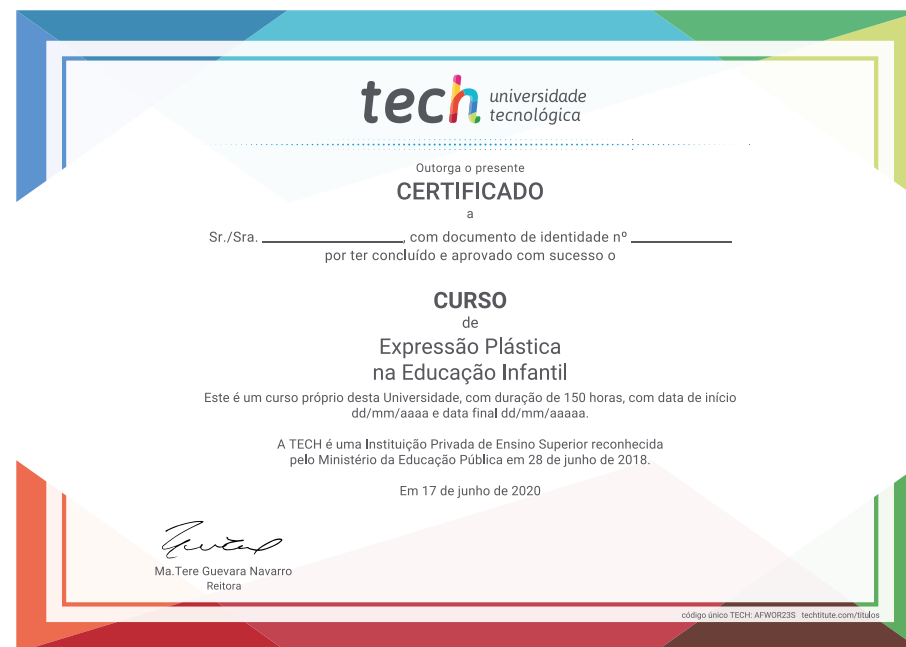 tech universidade
tecnológica
Outorga o presente
CERTIFICADO
a
Sr./Sra. ____________, com documento de identidade nº ____________
por ter concluído e aprovado com sucesso o
CURSO
de
Expressão Plástica
na Educação Infantil
Este é um curso próprio desta Universidade, com duração de 150 horas, com data de início
dd/mm/aaaa e data final dd/mm/aaaaa.
A TECH é uma Instituição Privada de Ensino Superior reconhecida
pelo Ministério da Educação Pública em 28 de junho de 2018.
Em 17 de junho de 2020
Ma.Tere Guevara Navarro
Reitora
código único TECH: AFWOR23S techtitute.com/titulos